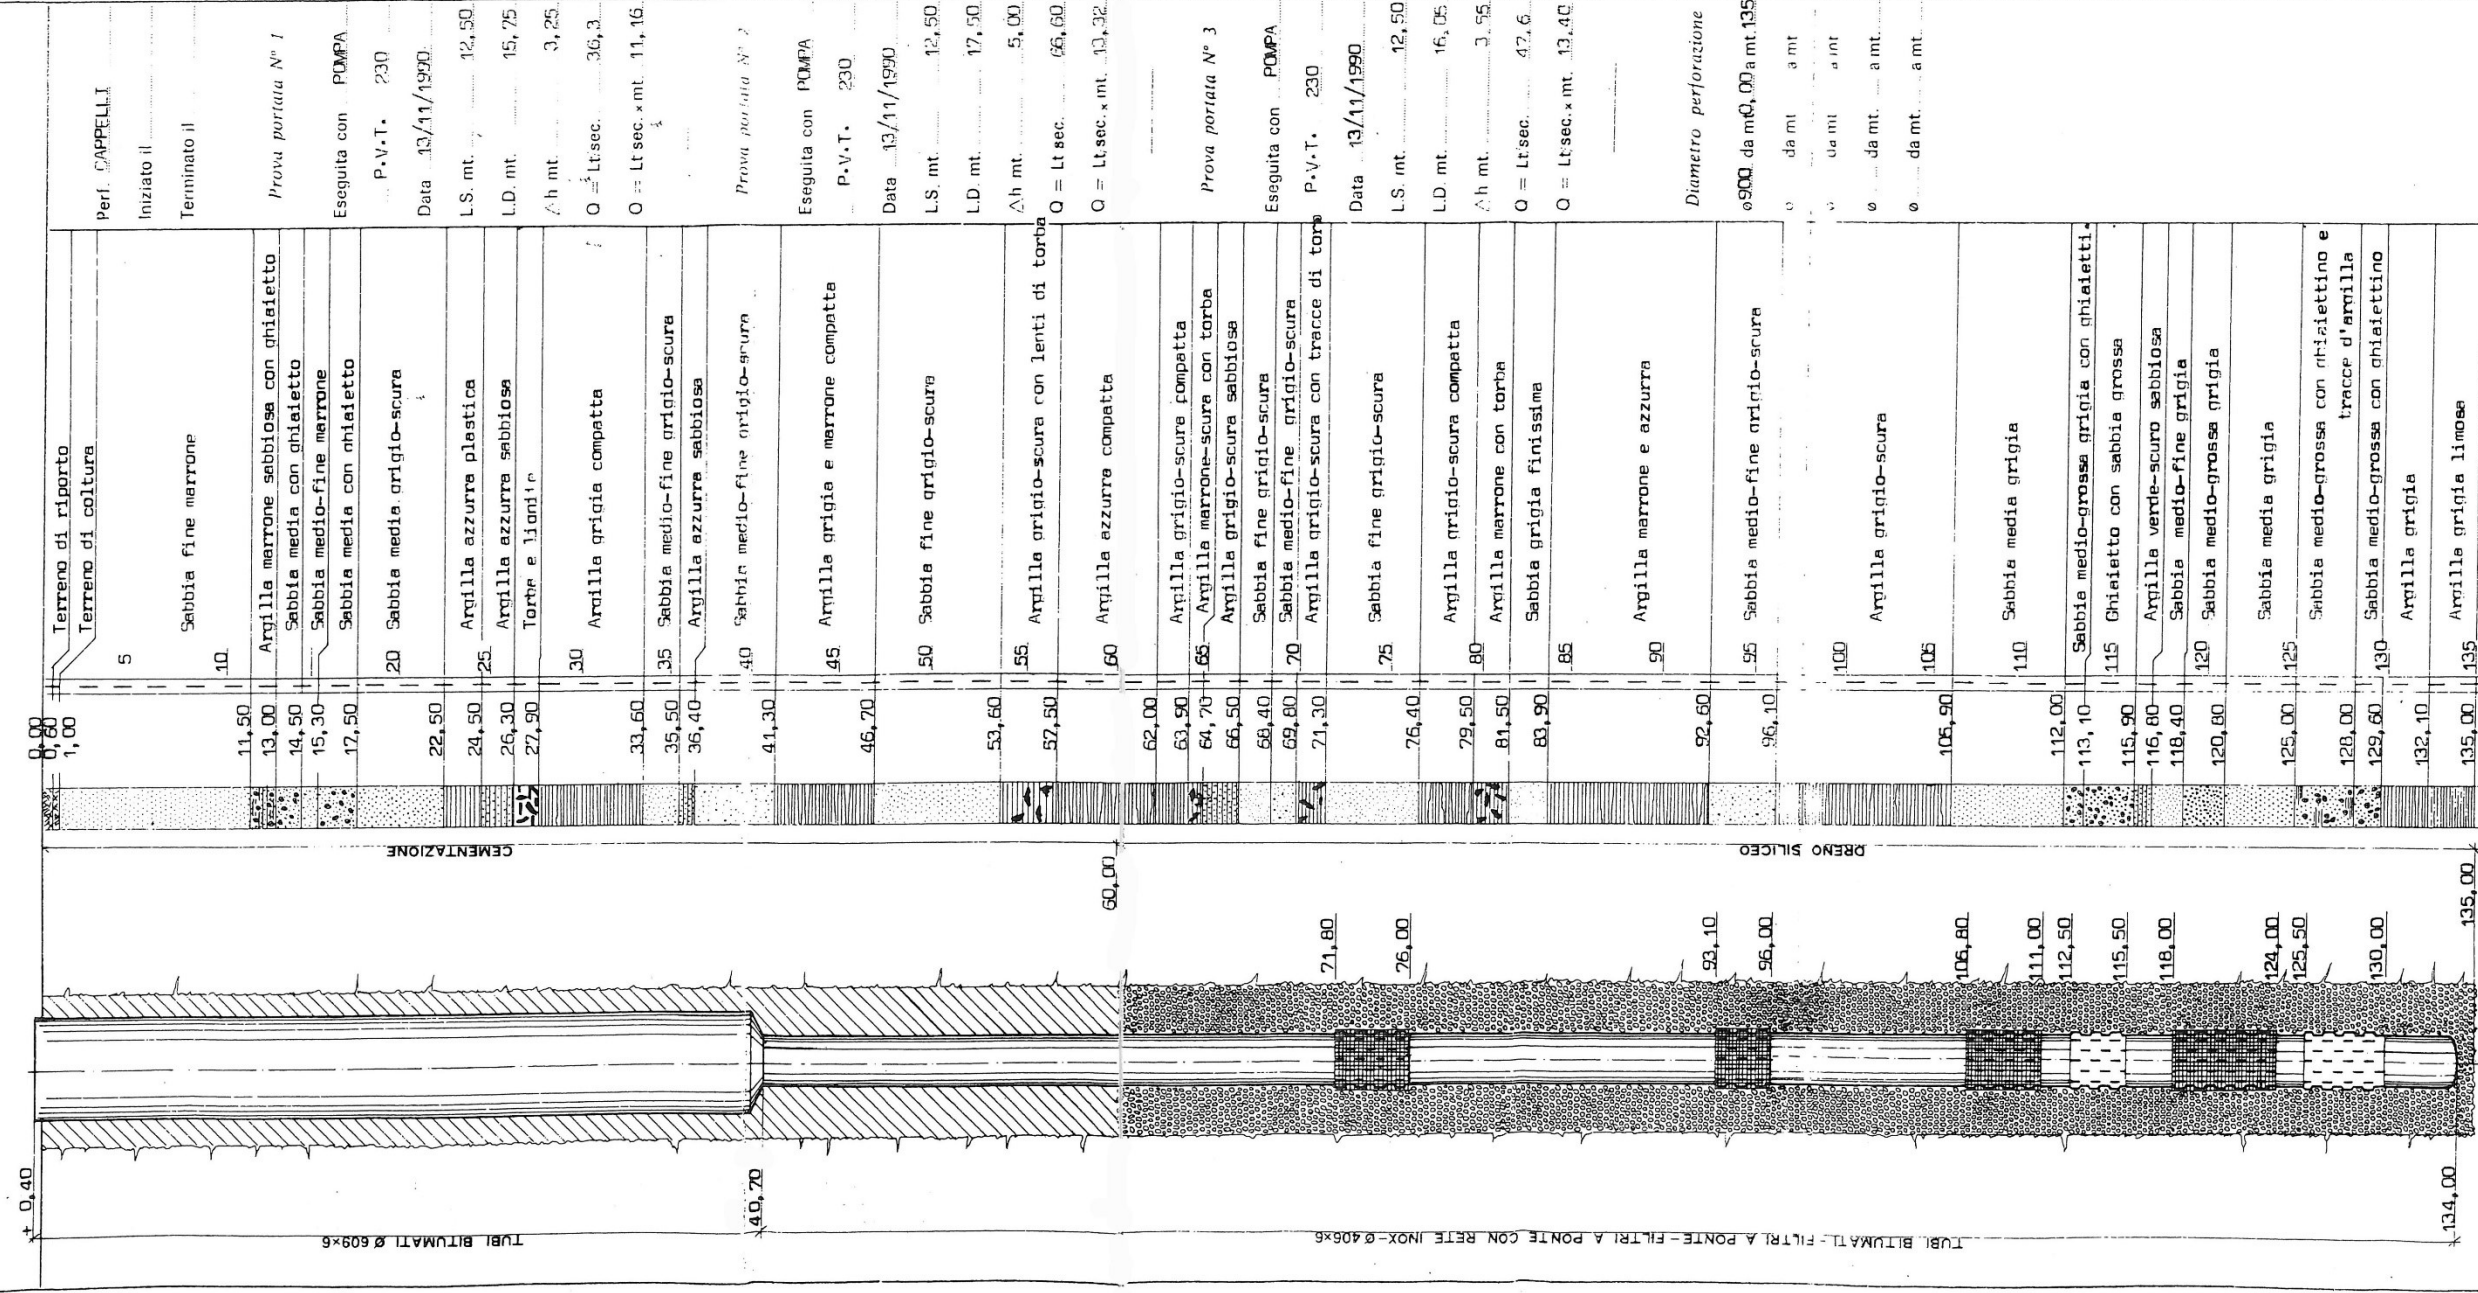 Perf. CAPPELLI
Iniziato il
Terminato il
Prova portata N° 1
Eseguita con POMPA
P.V.T. 230
Data 13/11/1990
L.S. mt. 12,50
L.D. mt. 15,75
△h mt. 3,25
Q = Lt.sec. 36,3
Q = Lt sec. x mt. 11,16
Prova portata N° 2
Eseguita con POMPA
P.V.T. 230
Data 13/11/1990
L.S. mt. 12,50
L.D. mt. 17,50
△h mt. 5,00
Q = Lt sec. 66,60
Q = Lt.sec. x mt. 13,32
Prova portata N° 3
Eseguita con POMPA
P.V.T. 230
Data 13/11/1990
L.S. mt. 12,50
L.D. mt. 16,05
△h mt. 3,55
Q = Lt.sec. 47,6
Q = Lt.sec. x mt. 13,40
Diametro perforazione
ø900 da mt0,00 a mt.135
ø da mt a mt
ø da mt a mt
ø da mt. a mt.
ø da mt. a mt.
Terreno di riporto
Terreno di coltura
Sabbia fine marrone
Argilla marrone sabbiosa con ghiaietto
Sabbia media con ghiaietto
Sabbia medio-fine marrone
Sabbia media con ghiaietto
Sabbia media grigio-scura
Argilla azzurra plastica
Argilla azzurra sabbiosa
Torba e lignite
Argilla grigia compatta
Sabbia medio-fine grigio-scura
Argilla azzurra sabbiosa
Sabbia medio-fine grigio-scura
Argilla grigia e marrone compatta
Sabbia fine grigio-scura
Argilla grigio-scura con lenti di torba
Argilla azzurra compatta
Argilla grigio-scura compatta
Argilla marrone-scura con torba
Argilla grigio-scura sabbiosa
Sabbia fine grigio-scura
Sabbia medio-fine grigio-scura
Argilla grigio-scura con tracce di torb
Sabbia fine grigio-scura
Argilla grigio-scura compatta
Argilla marrone con torba
Sabbia grigia finissima
Argilla marrone e azzurra
Sabbia medio-fine grigio-scura
Argilla grigio-scura
Sabbia media grigia
Sabbia medio-grossa grigia con ghiaietti.
Ghiaietto con sabbia grossa
Argilla verde-scuro sabbiosa
Sabbia medio-fine grigia
Sabbia medio-grossa grigia
Sabbia media grigia
Sabbia medio-grossa con ghiaiettino e
tracce d'argilla
Sabbia medio-grossa con ghiaiettino
Argilla grigia
Argilla grigia limosa
5 10 20 25 30 35 40 45 50 55 60 65 70 75 80 85 90 95 100 105 110 115 120 125 130 135
0,00
0,60
1,00
11,50
13,00
14,50
15,30
17,50
22,50
24,50
26,30
27,90
33,60
35,50
36,40
41,30
46,70
53,60
57,50
62,00
63,90
64,70
66,50
68,40
69,80
71,30
76,40
79,50
81,50
83,90
92,60
96,10
105,90
112,00
113,10
115,90
116,80
118,40
120,80
125,00
128,00
129,60
132,10
135,00
CEMENTAZIONE
60,00
DRENO SILICEO
135,00
71,80
76,00
93,10
96,00
106,80
111,00
112,50
115,50
118,00
124,00
125,50
130,00
+ 0,40
40,70
134,00
TUBI BITUMATI Ø 609x6
TUBI BITUMATI - FILTRI A PONTE - FILTRI A PONTE CON RETE INOX - Ø 406x6